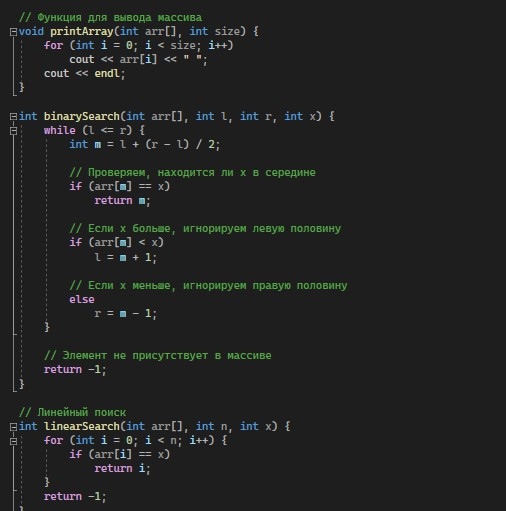 // Функция для вывода массива
void printArray(int arr[], int size) {
    for (int i = 0; i < size; i++)
        cout << arr[i] << " ";
    cout << endl;
}

int binarySearch(int arr[], int l, int r, int x) {
    while (l <= r) {
        int m = l + (r - l) / 2;

        // Проверяем, находится ли x в середине
        if (arr[m] == x)
            return m;

        // Если x больше, игнорируем левую половину
        if (arr[m] < x)
            l = m + 1;

        // Если x меньше, игнорируем правую половину
        else
            r = m - 1;
    }

    // Элемент не присутствует в массиве
    return -1;
}

// Линейный поиск
int linearSearch(int arr[], int n, int x) {
    for (int i = 0; i < n; i++) {
        if (arr[i] == x)
            return i;
    }
    return -1;
}